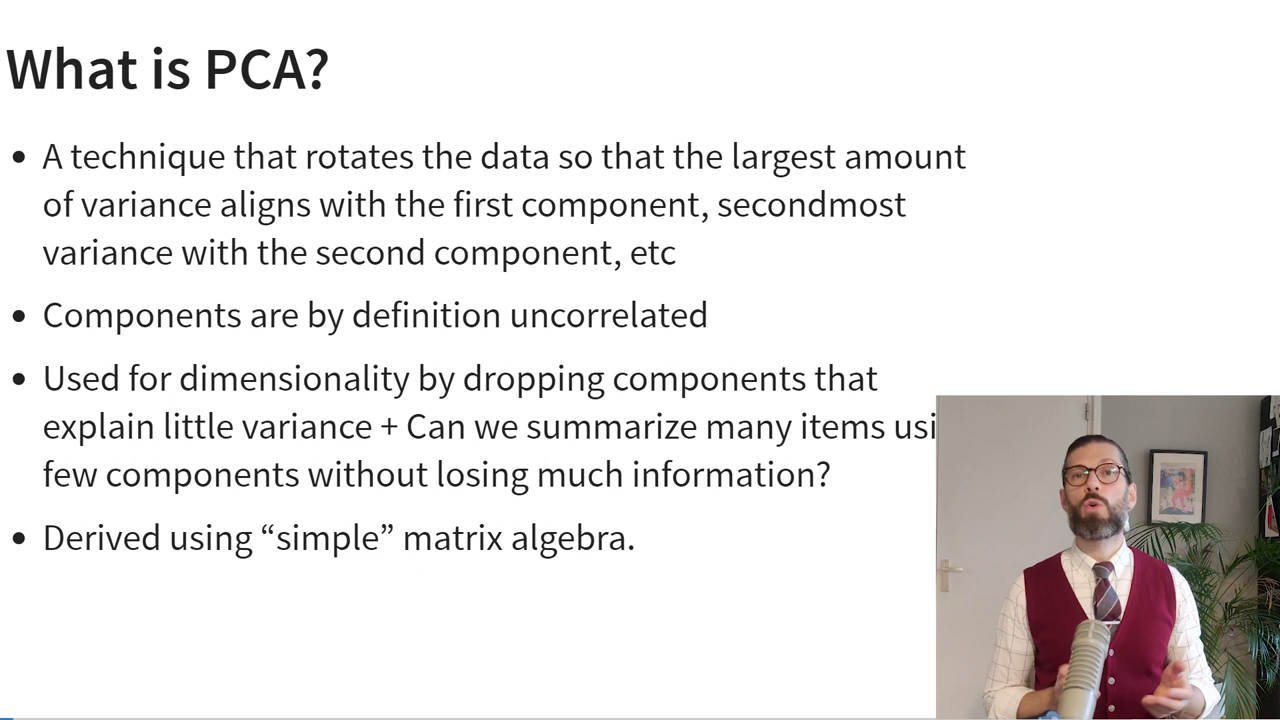 What is PCA?
• A technique that rotates the data so that the largest amount
of variance aligns with the first component, secondmost
variance with the second component, etc
• Components are by definition uncorrelated
• Used for dimensionality by dropping components that
explain little variance + Can we summarize many items usi
few components without losing much information?
• Derived using “simple” matrix algebra.